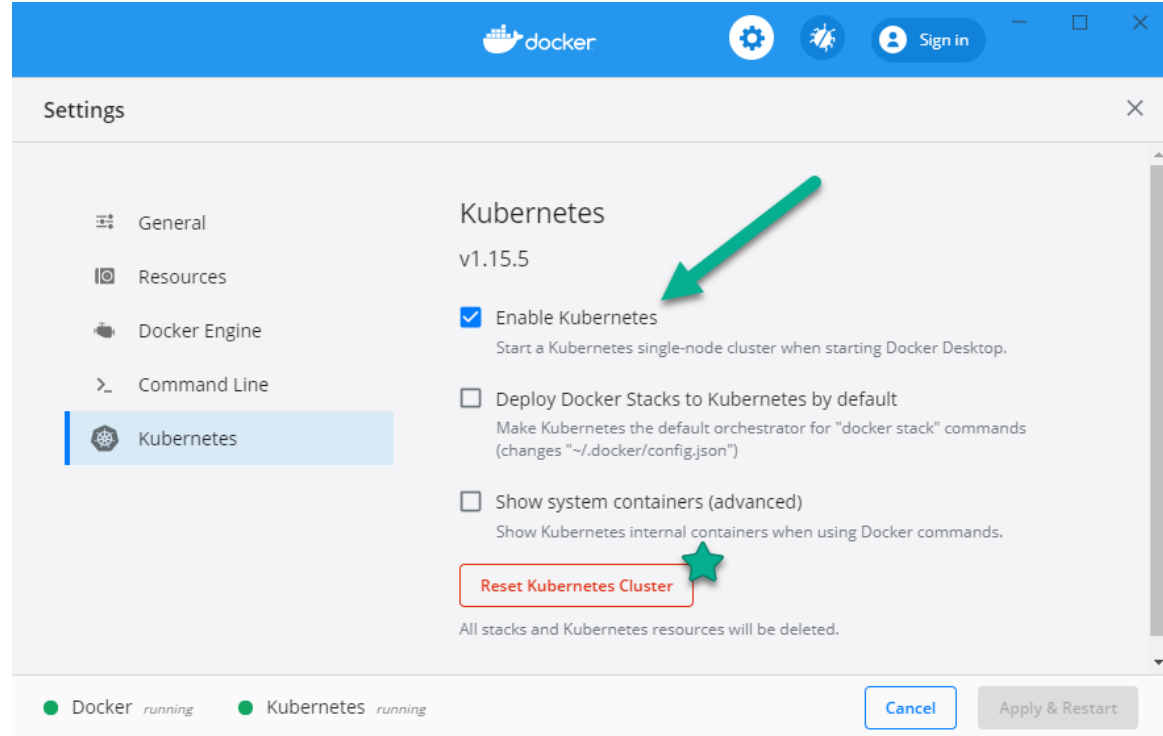 docker
Sign in
Settings
General
Resources
Docker Engine
Command Line
Kubernetes
Kubernetes
v1.15.5
Enable Kubernetes
Start a Kubernetes single-node cluster when starting Docker Desktop.
Deploy Docker Stacks to Kubernetes by default
Make Kubernetes the default orchestrator for "docker stack" commands
(changes "~/.docker/config.json")
Show system containers (advanced)
Show Kubernetes internal containers when using Docker commands.
Reset Kubernetes Cluster
All stacks and Kubernetes resources will be deleted.
Docker running
Kubernetes running
Cancel
Apply & Restart